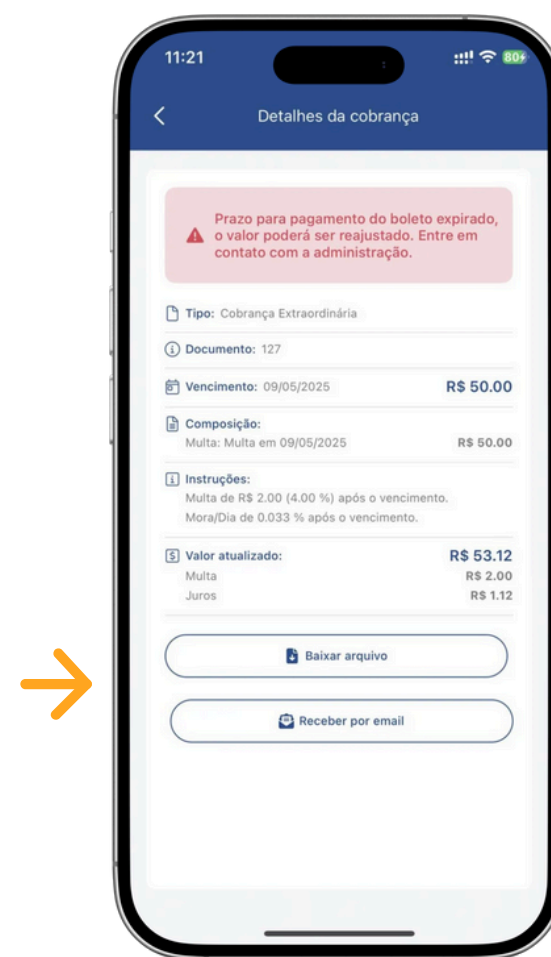 11:21
80
Detalhes da cobrança
Prazo para pagamento do boleto expirado,
o valor poderá ser reajustado. Entre em
contato com a administração.
Tipo: Cobrança Extraordinária
Documento: 127
Vencimento: 09/05/2025 R$ 50.00
Composição:
Multa: Multa em 09/05/2025 R$ 50.00
Instruções:
Multa de R$ 2.00 (4.00 %) após o vencimento.
Mora/Dia de 0.033 % após o vencimento.
Valor atualizado: R$ 53.12
Multa R$ 2.00
Juros R$ 1.12
Baixar arquivo
Receber por email